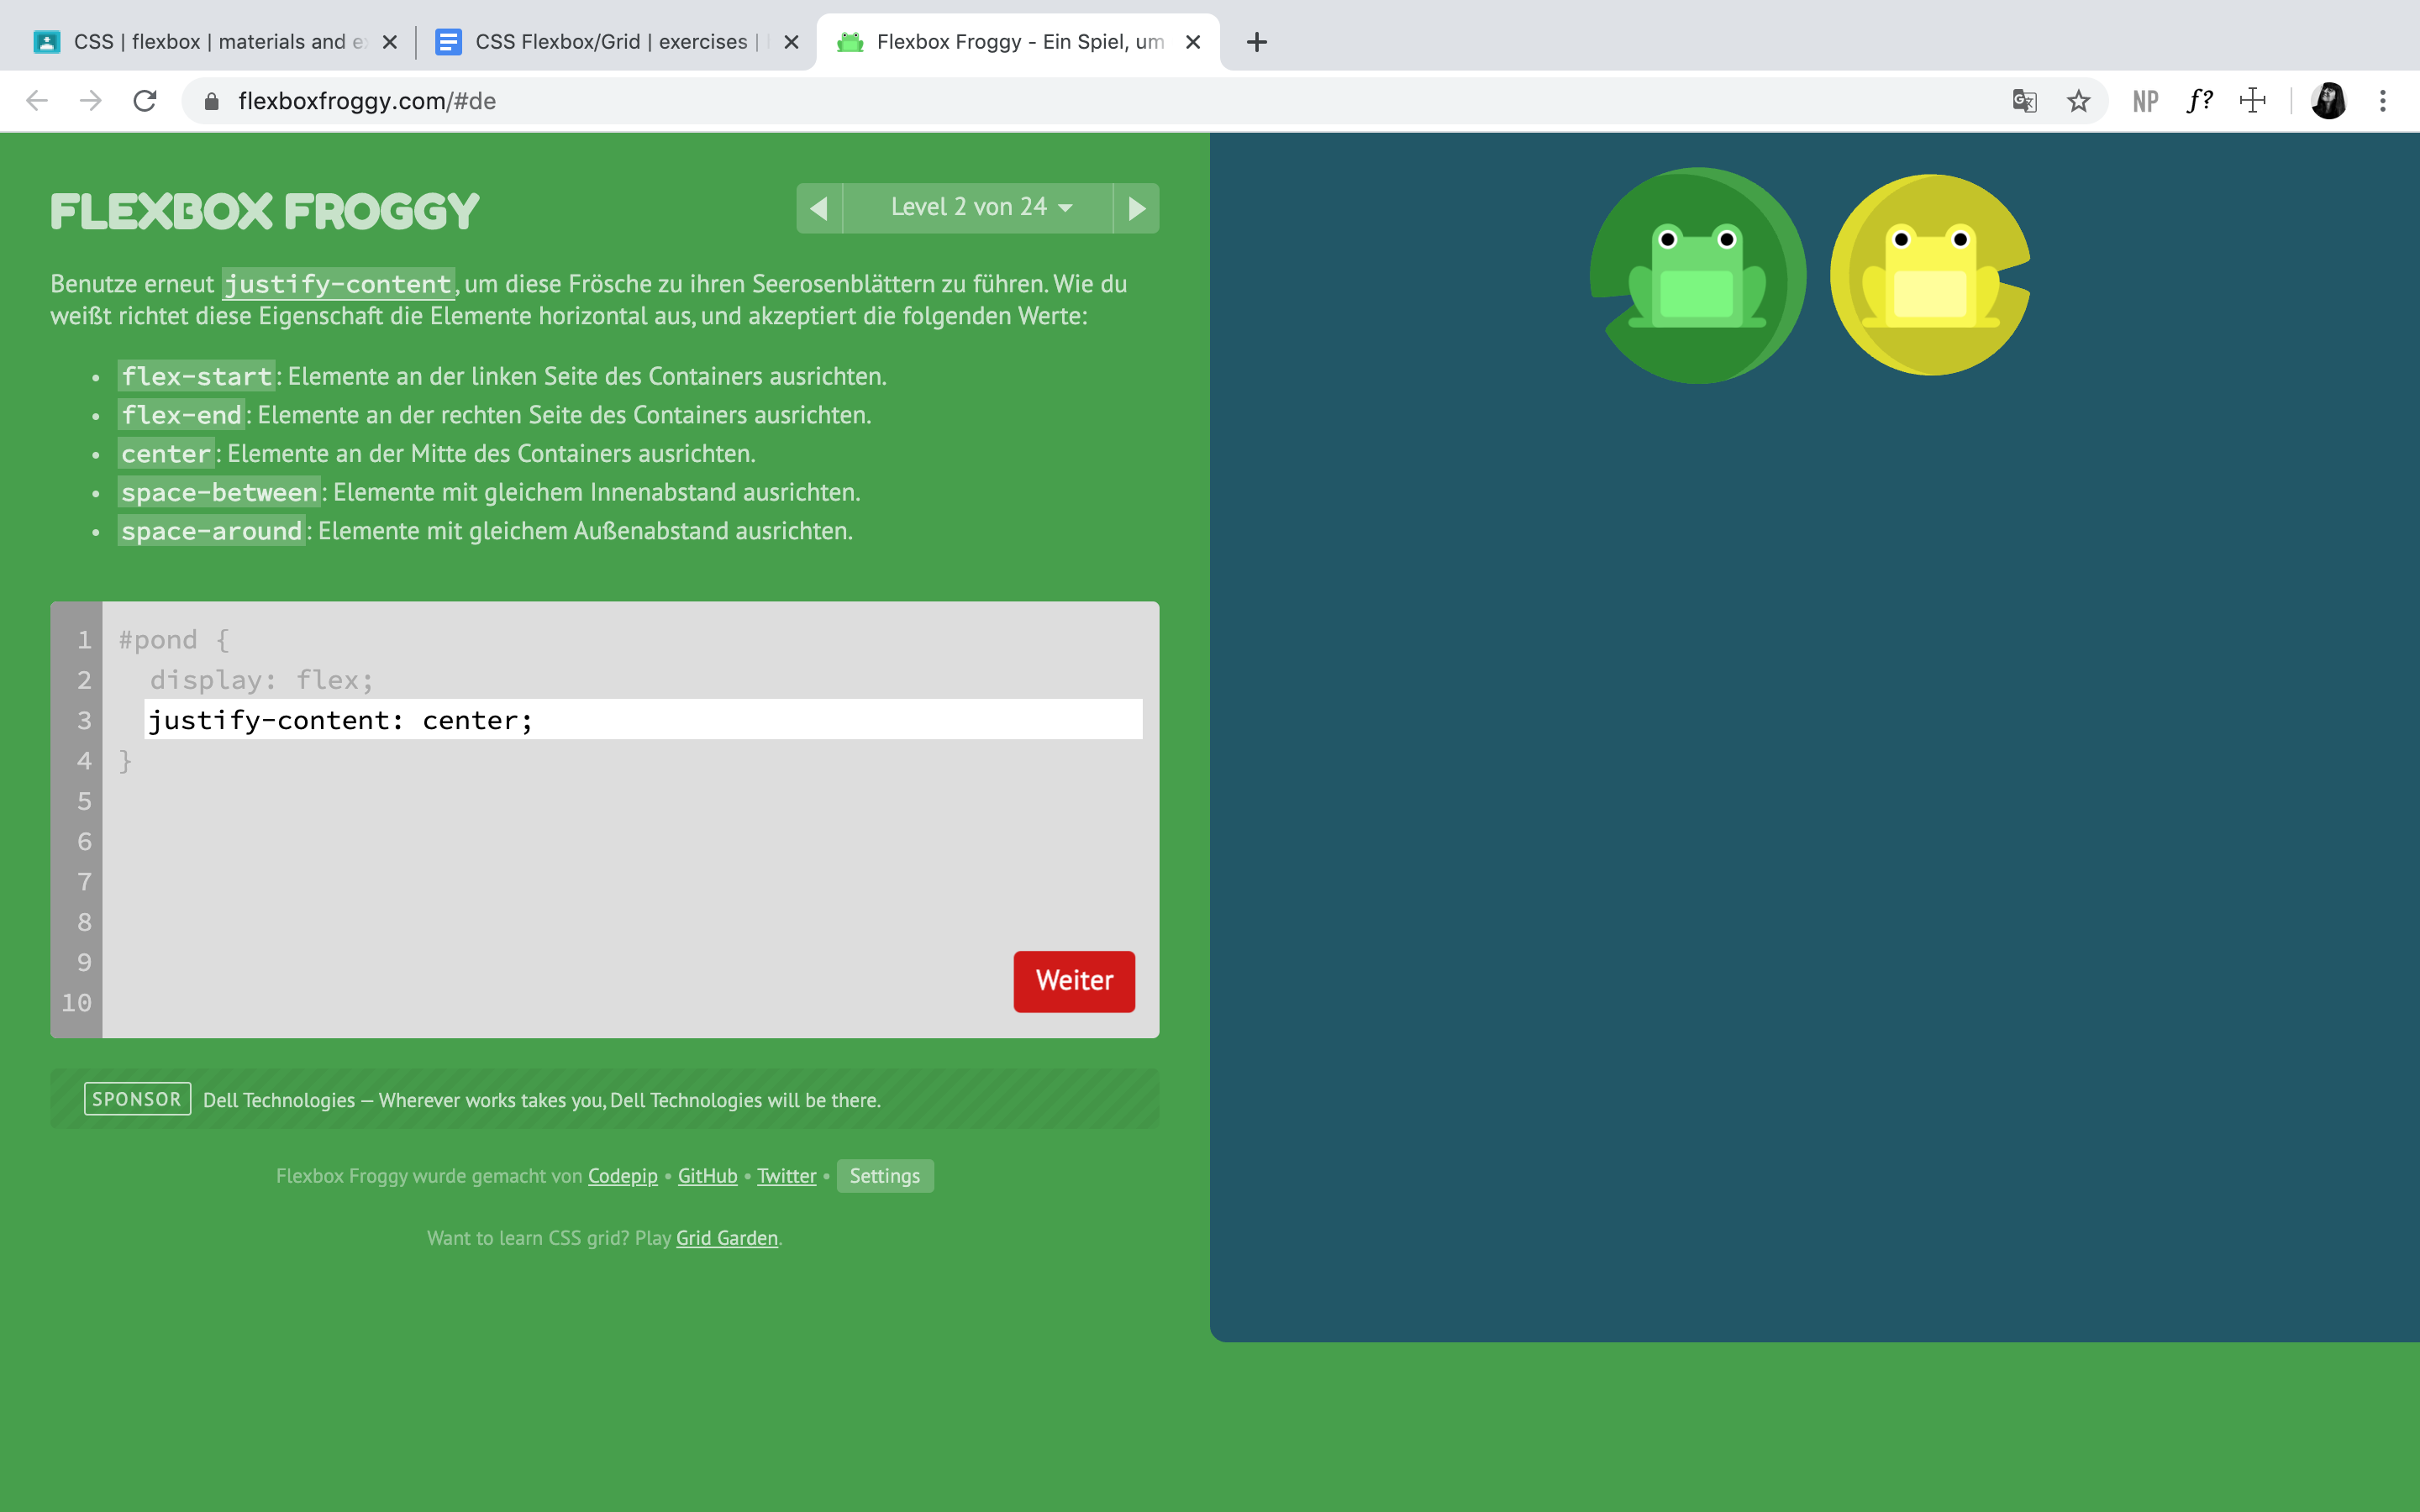 CSS | flexbox | materials and e
CSS Flexbox/Grid | exercises |
Flexbox Froggy - Ein Spiel, um
flexboxfroggy.com/#de
NP
f?
FLEXBOX FROGGY
Level 2 von 24
Benutze erneut justify-content, um diese Frösche zu ihren Seerosenblättern zu führen. Wie du
weißt richtet diese Eigenschaft die Elemente horizontal aus, und akzeptiert die folgenden Werte:
• flex-start: Elemente an der linken Seite des Containers ausrichten.
• flex-end: Elemente an der rechten Seite des Containers ausrichten.
• center: Elemente an der Mitte des Containers ausrichten.
• space-between: Elemente mit gleichem Innenabstand ausrichten.
• space-around: Elemente mit gleichem Außenabstand ausrichten.
1 #pond {
2 display: flex;
3 justify-content: center;
4 }
5
6
7
8
9
10
Weiter
SPONSOR Dell Technologies — Wherever works takes you, Dell Technologies will be there.
Flexbox Froggy wurde gemacht von Codepip • GitHub • Twitter • Settings
Want to learn CSS grid? Play Grid Garden.